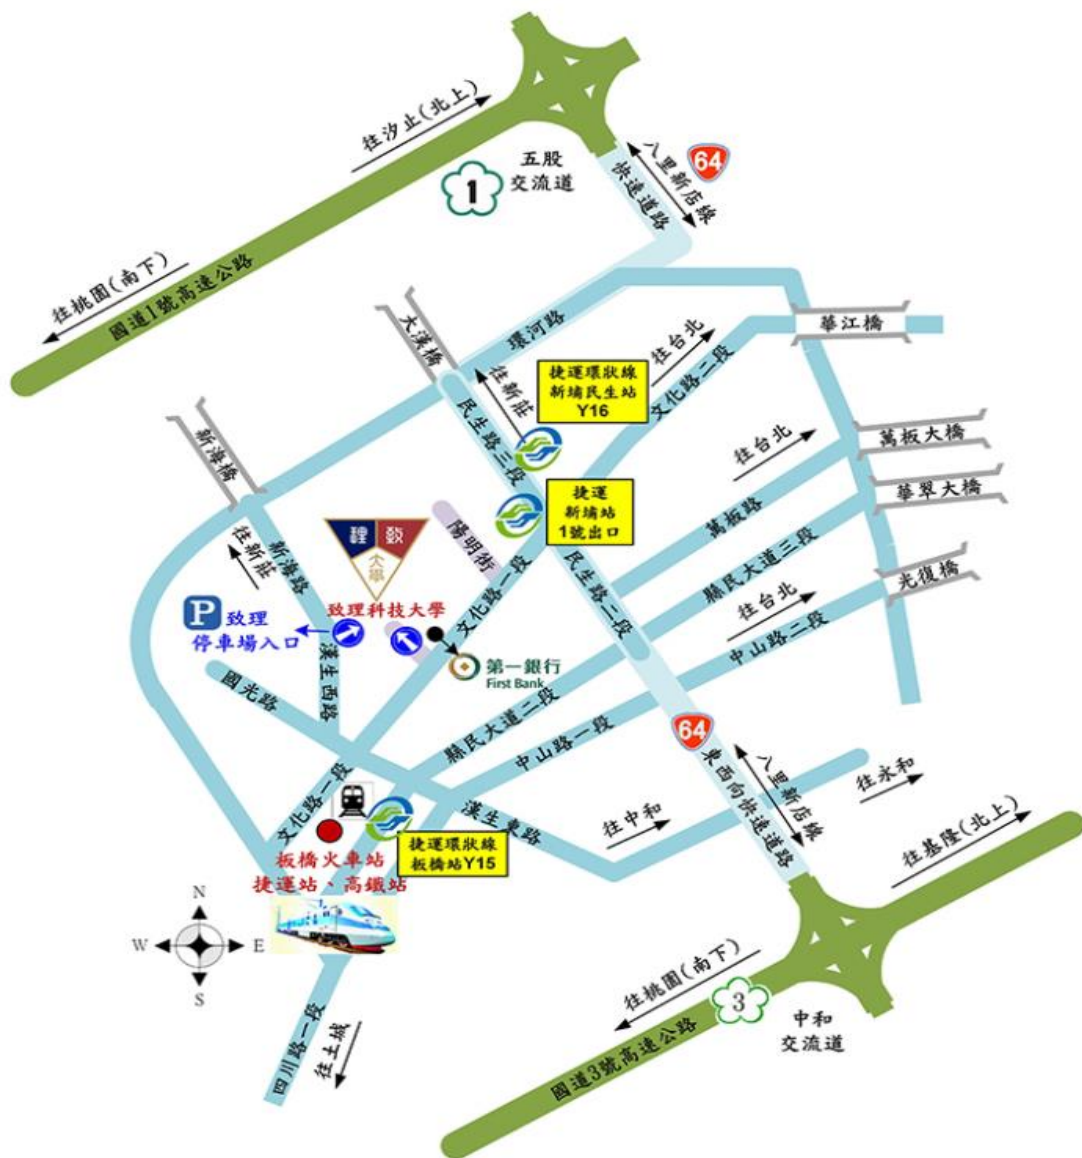 往汐止(北上)
五股
交流道
1
64
八里新店線
快速道路
往桃園(南下)
國道1號高速公路
大漢橋
環河路
往台北
華江橋
文化路二段
往新莊
捷運環狀線
新埔民生站
Y16
民生路三段
新海橋
往台北
萬板大橋
華翠大橋
捷運
新埔站
1號出口
萬板路
縣民大道三段
光復橋
往新莊
新海路
陽明街
文化路一段
民生路二段
往台北
中山路二段
理 致
大學
致理科技大學
P 致理
停車場入口
漢生西路
第一銀行
First Bank
國光路
縣民大道二段
中山路一段
64
東西向快速道路
八里新店線
往永和
文化路一段
漢生東路
往中和
捷運環狀線
板橋站Y15
板橋火車站
捷運站、高鐵站
往基隆(北上)
N
W E
S
往桃園(南下)
3
中和
交流道
國道3號高速公路
四川路一段
往土城